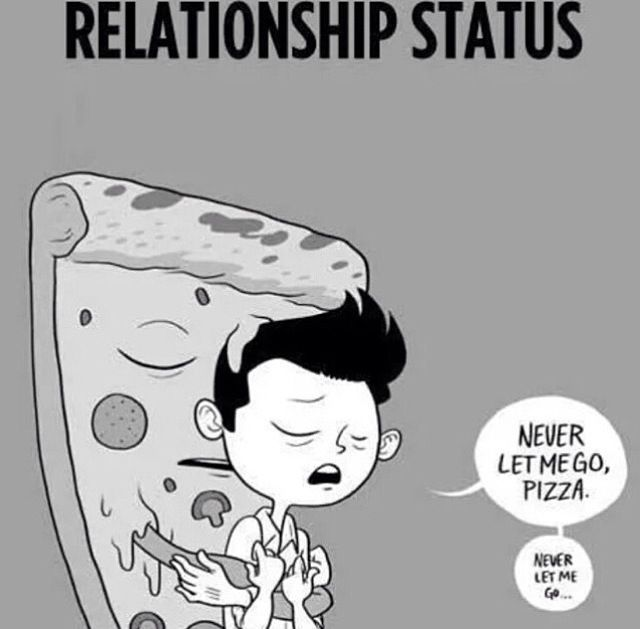 RELATIONSHIP STATUS
NEVER
LET ME GO,
PIZZA.
NEVER
LET ME
GO...